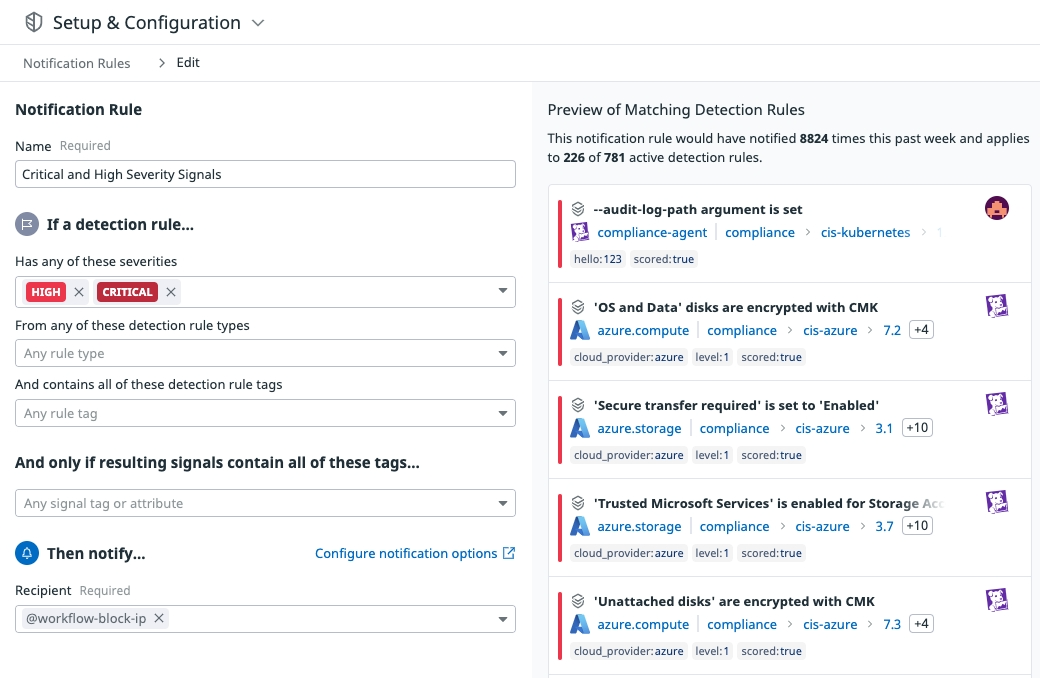 Setup & Configuration
Notification Rules > Edit
Notification Rule
Name Required
Critical and High Severity Signals
If a detection rule...
Has any of these severities
HIGH × CRITICAL ×
From any of these detection rule types
Any rule type
And contains all of these detection rule tags
Any rule tag
And only if resulting signals contain all of these tags...
Any signal tag or attribute
Then notify... Configure notification options
Recipient Required
@workflow-block-ip ×
Preview of Matching Detection Rules
This notification rule would have notified 8824 times this past week and applies
to 226 of 781 active detection rules.
--audit-log-path argument is set
compliance-agent | compliance > cis-kubernetes > 1
hello:123 scored:true
'OS and Data' disks are encrypted with CMK
azure.compute | compliance > cis-azure > 7.2 +4
cloud_provider:azure level:1 scored:true
'Secure transfer required' is set to 'Enabled'
azure.storage | compliance > cis-azure > 3.1 +10
cloud_provider:azure level:1 scored:true
'Trusted Microsoft Services' is enabled for Storage Acc
azure.storage | compliance > cis-azure > 3.7 +10
cloud_provider:azure level:1 scored:true
'Unattached disks' are encrypted with CMK
azure.compute | compliance > cis-azure > 7.3 +4
cloud_provider:azure level:1 scored:true